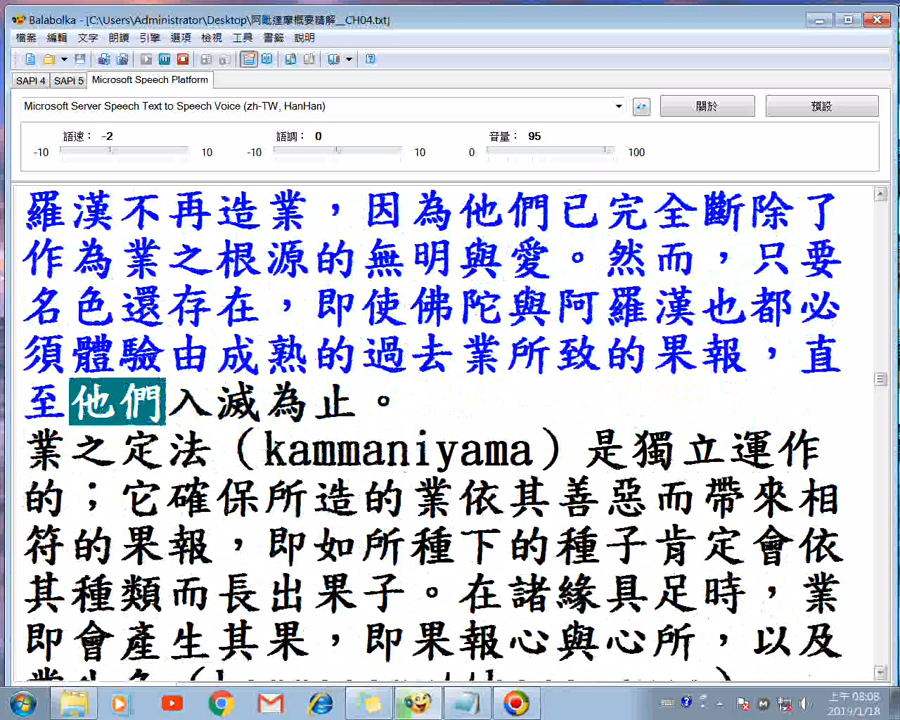 Balabolka - [C:\Users\Administrator\Desktop\阿毗達摩概要精解__CH04.txt]
檔案 編輯 文字 朗讀 引擎 選項 檢視 工具 書籤 說明
SAPI 4 SAPI 5 Microsoft Speech Platform
Microsoft Server Speech Text to Speech Voice (zh-TW, HanHan) 關於 預設
語速: -2 語調: 0 音量: 95
-10 10 -10 10 0 100
羅漢不再造業，因為他們已完全斷除了
作為業之根源的無明與愛。然而，只要
名色還存在，即使佛陀與阿羅漢也都必
須體驗由成熟的過去業所致的果報，直
至他們入滅為止。
業之定法（kammaniyama）是獨立運作
的；它確保所造的業依其善惡而帶來相
符的果報，即如所種下的種子肯定會依
其種類而長出果子。在諸緣具足時，業
即會產生其果，即果報心與心所，以及
上午 08:08
2019/1/18